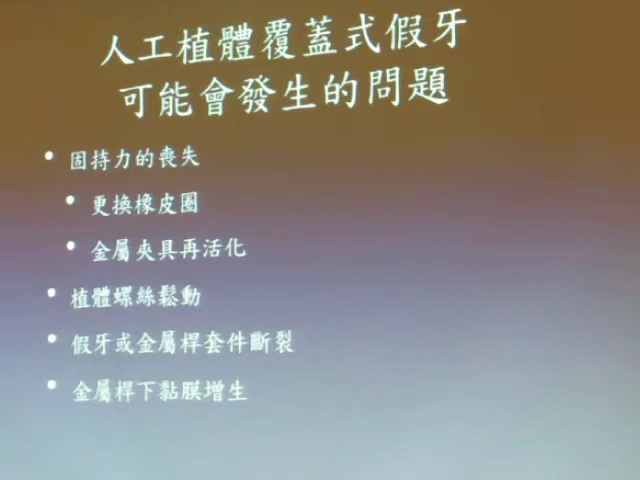 人工植體覆蓋式假牙
可能會發生的問題
• 固持力的喪失
• 更換橡皮圈
• 金屬夾具再活化
• 植體螺絲鬆動
• 假牙或金屬桿套件斷裂
• 金屬桿下黏膜增生